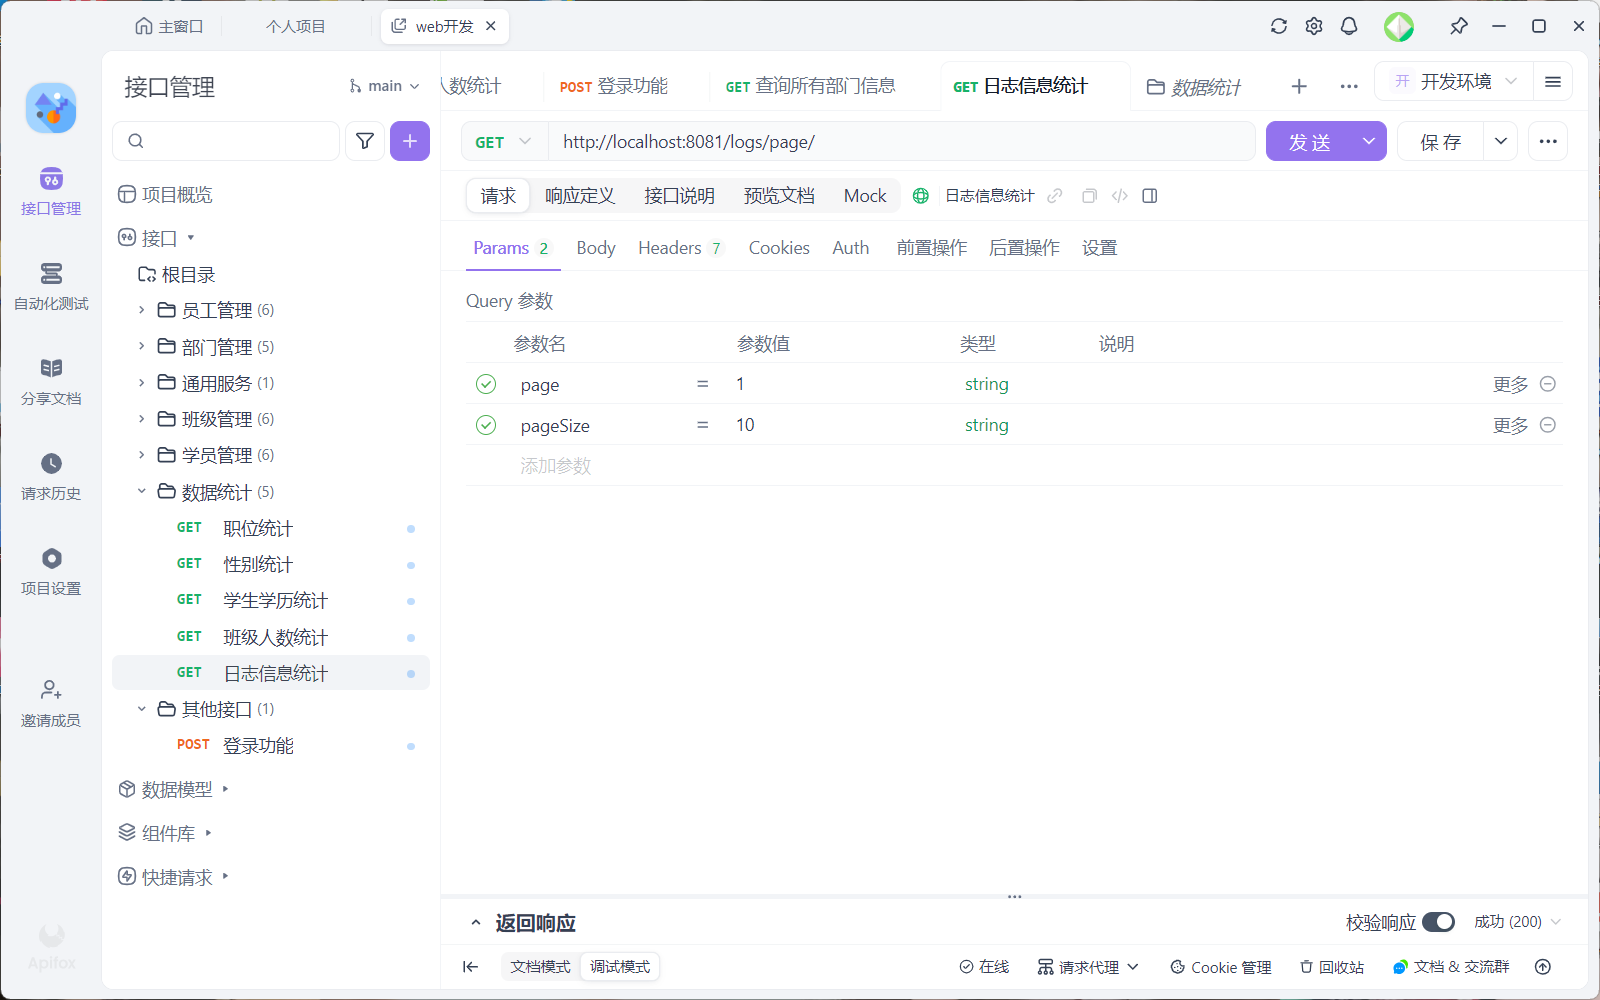 主窗口
个人项目
web开发
接口管理
main
人数统计
POST 登录功能
GET 查询所有部门信息
GET 日志信息统计
数据统计
开 开发环境
GET
http://localhost:8081/logs/page/
发 送
保 存
接口管理
自动化测试
分享文档
请求历史
项目设置
邀请成员
Apifox
项目概览
接口
根目录
员工管理 (6)
部门管理 (5)
通用服务 (1)
班级管理 (6)
学员管理 (6)
数据统计 (5)
GET 职位统计
GET 性别统计
GET 学生学历统计
GET 班级人数统计
GET 日志信息统计
其他接口 (1)
POST 登录功能
数据模型
组件库
快捷请求
请求
响应定义
接口说明
预览文档
Mock
日志信息统计
Params 2
Body
Headers 7
Cookies
Auth
前置操作
后置操作
设置
Query 参数
参数名 参数值 类型 说明
page = 1 string 更多
pageSize = 10 string 更多
添加参数
返回响应
校验响应
成功 (200)
文档模式
调试模式
在线
请求代理
Cookie 管理
回收站
文档 & 交流群